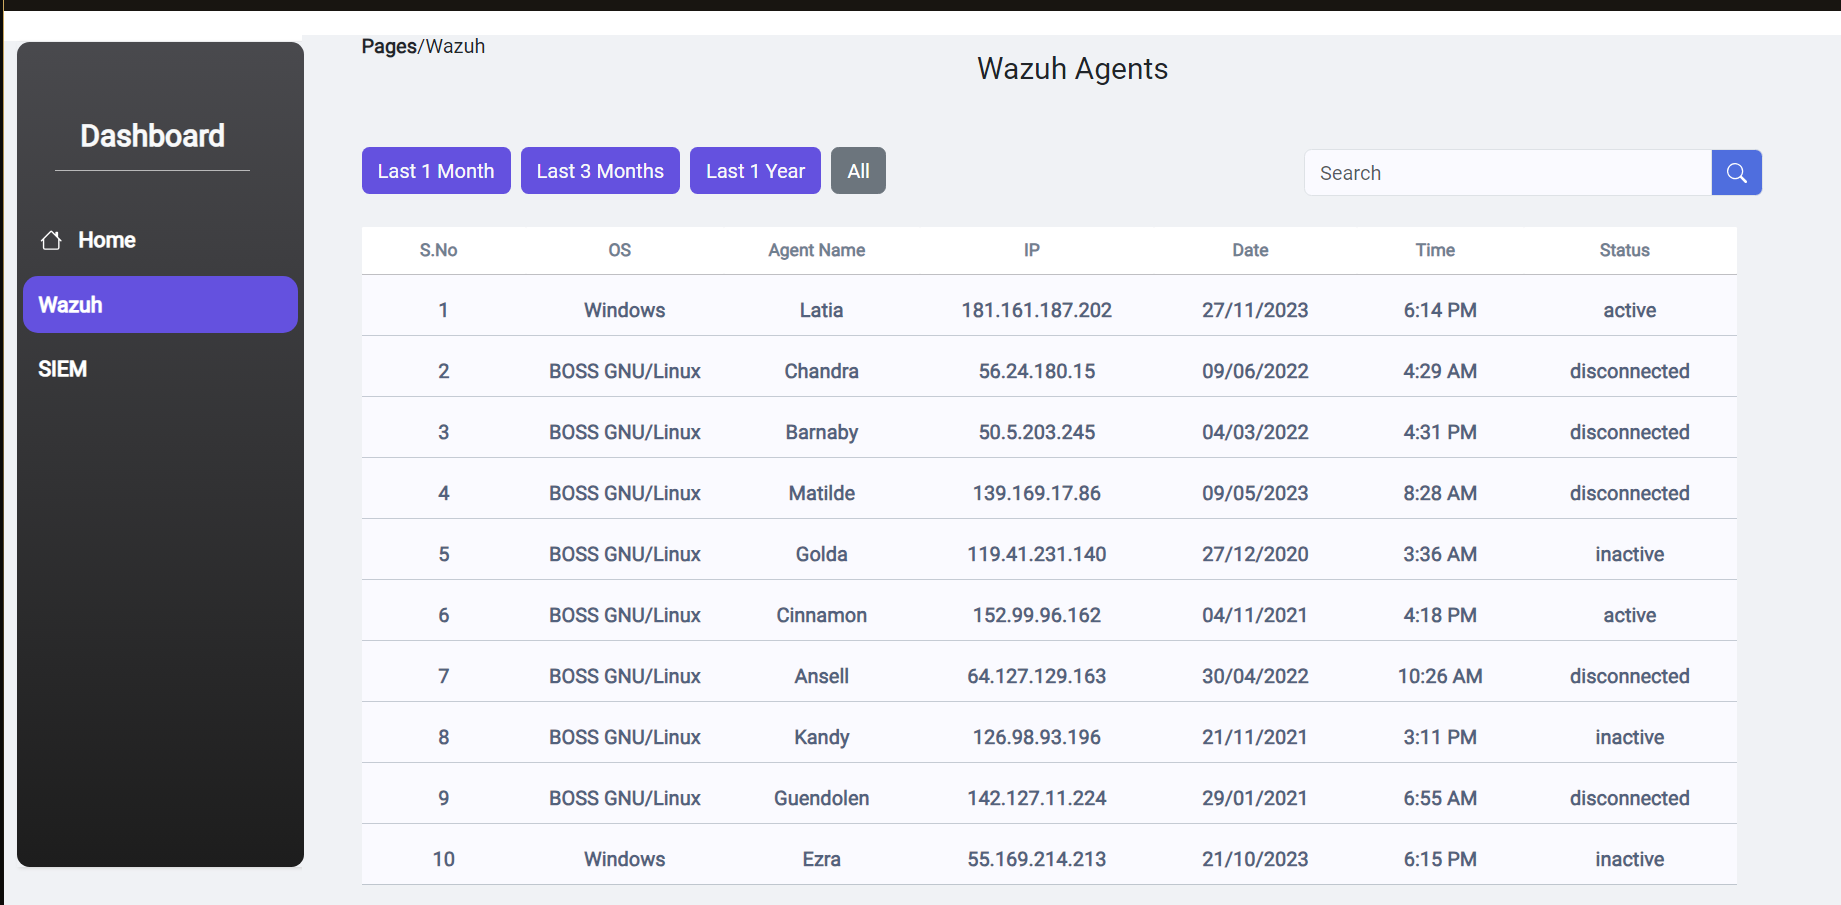 Pages/Wazuh
Wazuh Agents
Dashboard
Home
Wazuh
SIEM
Last 1 Month Last 3 Months Last 1 Year All Search
S.No OS Agent Name IP Date Time Status
1 Windows Latia 181.161.187.202 27/11/2023 6:14 PM active
2 BOSS GNU/Linux Chandra 56.24.180.15 09/06/2022 4:29 AM disconnected
3 BOSS GNU/Linux Barnaby 50.5.203.245 04/03/2022 4:31 PM disconnected
4 BOSS GNU/Linux Matilde 139.169.17.86 09/05/2023 8:28 AM disconnected
5 BOSS GNU/Linux Golda 119.41.231.140 27/12/2020 3:36 AM inactive
6 BOSS GNU/Linux Cinnamon 152.99.96.162 04/11/2021 4:18 PM active
7 BOSS GNU/Linux Ansell 64.127.129.163 30/04/2022 10:26 AM disconnected
8 BOSS GNU/Linux Kandy 126.98.93.196 21/11/2021 3:11 PM inactive
9 BOSS GNU/Linux Guendolen 142.127.11.224 29/01/2021 6:55 AM disconnected
10 Windows Ezra 55.169.214.213 21/10/2023 6:15 PM inactive